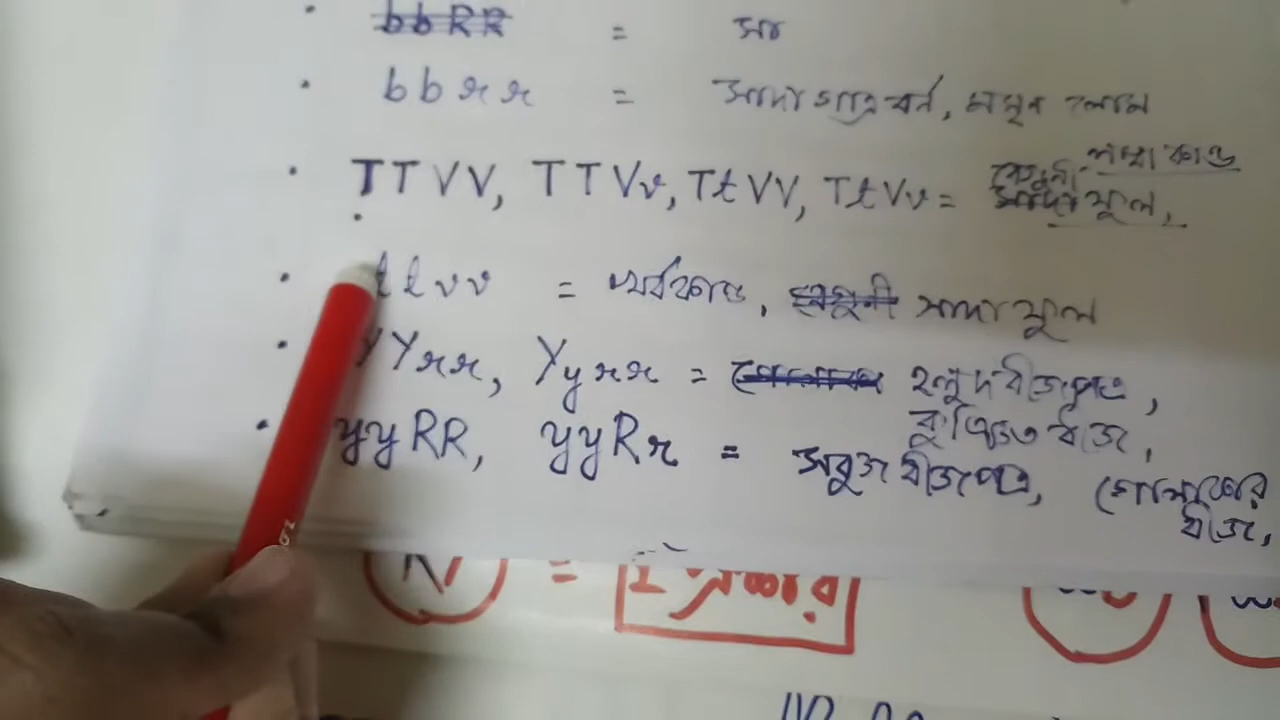 bbRR = সা
bbrr = সাদা গাত্রবর্ণ, মসৃণ লোম
TTVV, TTVv, TtVV, TtVv = বেগুনী ফুল, লম্বা কাণ্ড
ttvv = খর্বকাণ্ড, বেগুনী সাদা ফুল
YYrr, Yyrr = হলুদ বীজপত্র, কুঞ্চিত বীজ,
yyRR, yyRr = সবুজ বীজপত্র, গোলাকার বীজ,